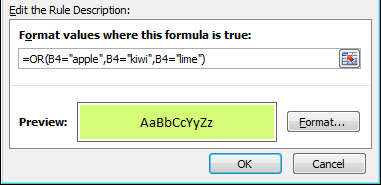 Edit the Rule Description:
Format values where this formula is true:
=OR(B4="apple",B4="kiwi",B4="lime")
Preview: AaBbCcYyZz Format...
OK Cancel